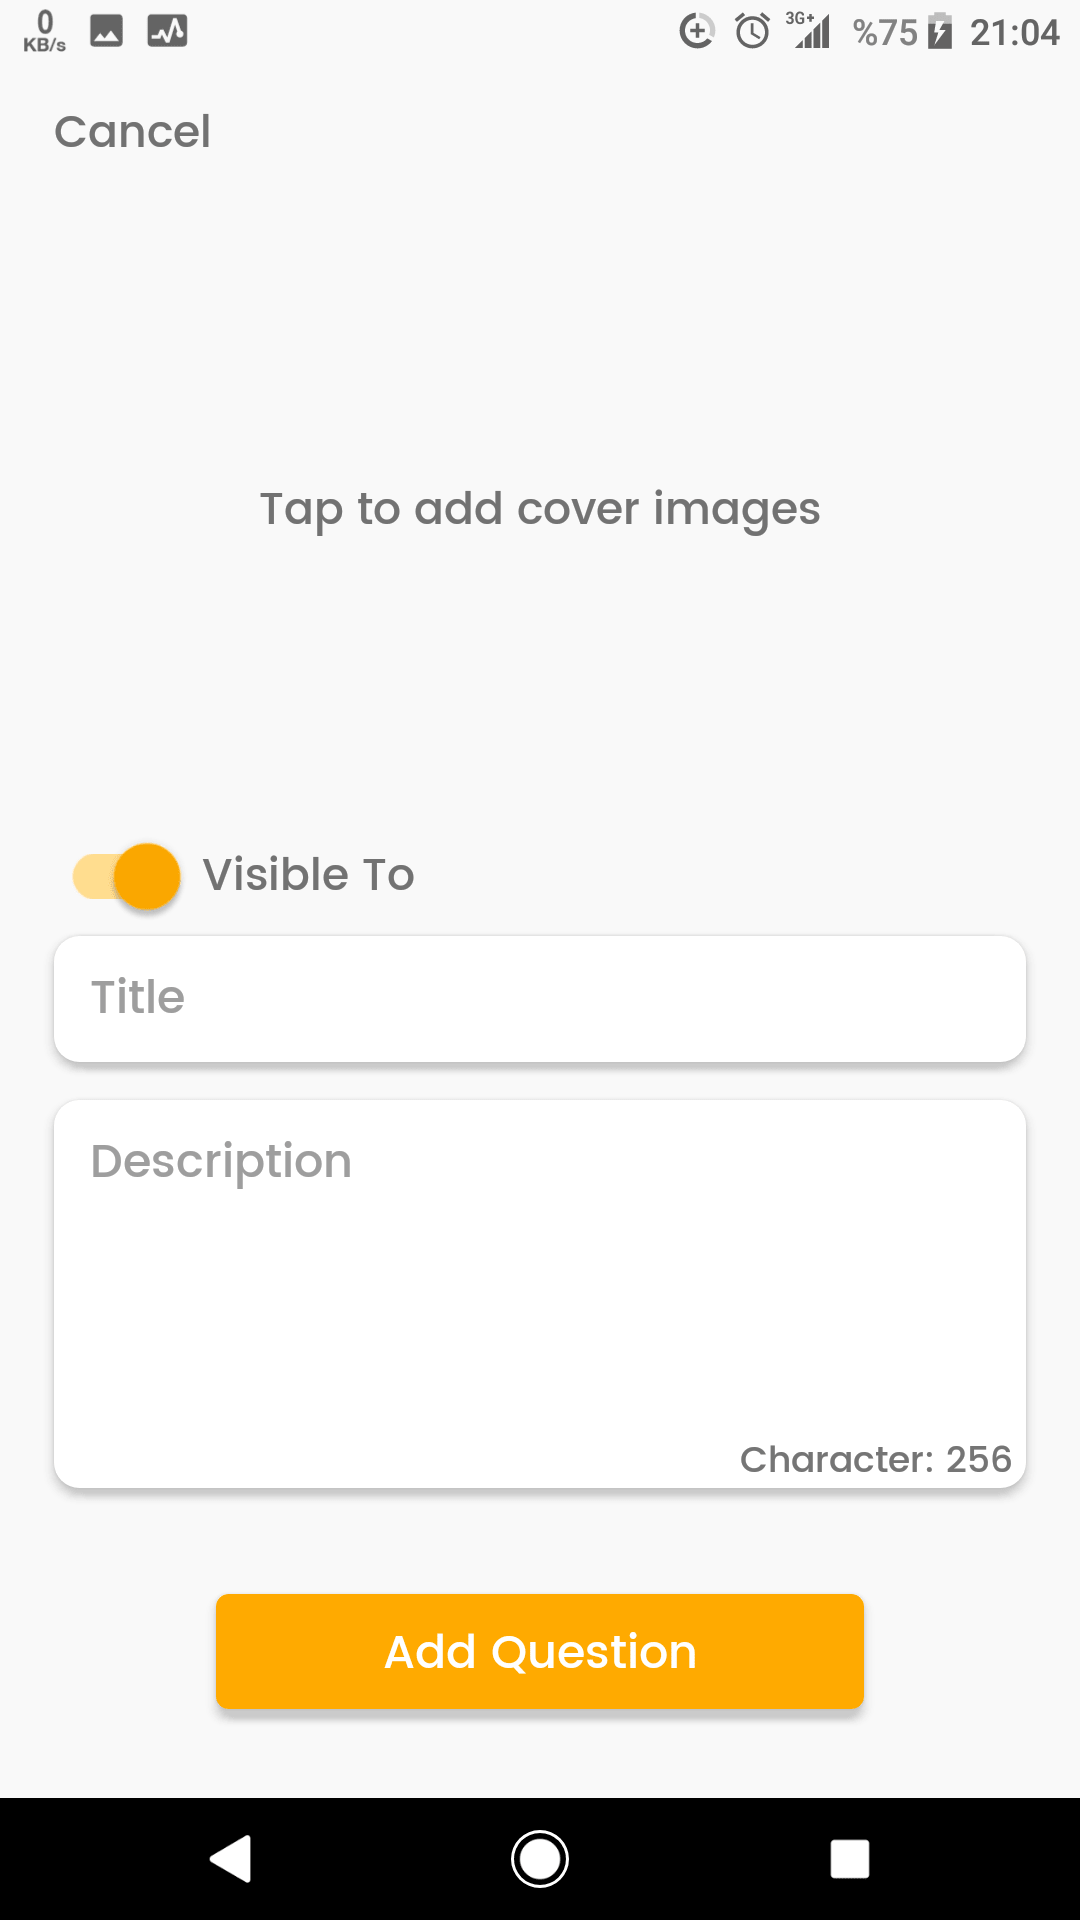 0
KB/s
3G+
%75
21:04
Cancel
Tap to add cover images
Visible To
Title
Description
Character: 256
Add Question